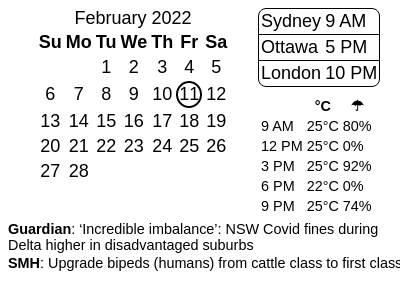 February 2022
Su Mo Tu We Th Fr Sa
1 2 3 4 5
6 7 8 9 10 11 12
13 14 15 16 17 18 19
20 21 22 23 24 25 26
27 28
Sydney 9 AM
Ottawa 5 PM
London 10 PM
°C ☂
9 AM 25°C 80%
12 PM 25°C 0%
3 PM 25°C 92%
6 PM 22°C 0%
9 PM 25°C 74%
Guardian: ‘Incredible imbalance’: NSW Covid fines during
Delta higher in disadvantaged suburbs
SMH: Upgrade bipeds (humans) from cattle class to first class